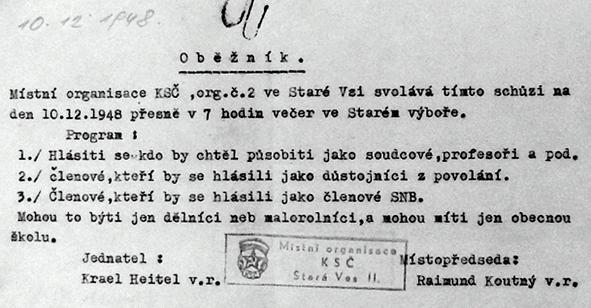 10.12.1948.
Oběžník.
Místní organisace KSČ ,org.č.2 ve Staré Vsi svolává tímto schůzi na
den 10.12.1948 přesně v 7 hodin večer ve Starém výboře.
Program :
1./ Hlásiti se kdo by chtěl působiti jako soudcové,profesoři a pod.
2./ členové,kteří by se hlásili jako důstojníci z povolání.
3./ Členové,kteří by se hlásili jako členové SNB.
Mohou to býti jen dělníci neb malorolníci,a mohou míti jen obecnou
školu.
Jednatel :
Krael Heitel v.r.
Místní organisace
KSČ
Stará Ves II.
Místopředseda:
Raimund Koutný v.r.